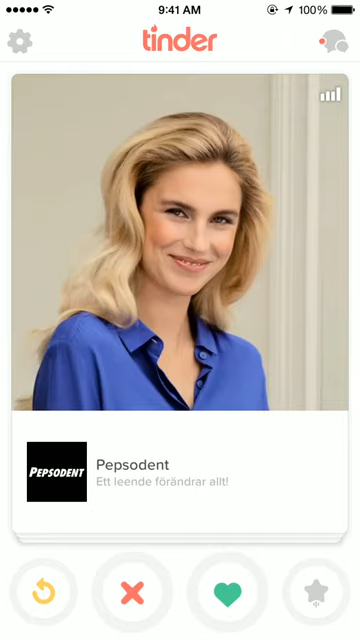 9:41 AM
100%
tinder
PEPSODENT
Pepsodent
Ett leende förändrar allt!